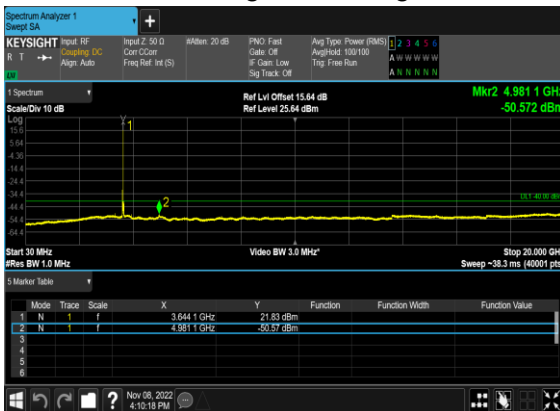 Spectrum Analyzer 1
Swept SA
KEYSIGHT
R T
LV
Input: RF
Coupling: DC
Align: Auto
Input Z: 50 Ω
Corr CCorr
Freq Ref: Int (S)
#Atten: 20 dB
PNO: Fast
Gate: Off
IF Gain: Low
Sig Track: Off
Avg Type: Power (RMS)
Avg|Hold: 100/100
Trig: Free Run
1 2 3 4 5 6
A W W W W W
A N N N N N
1 Spectrum
Scale/Div 10 dB
Ref Lvl Offset 15.64 dB
Ref Level 25.64 dBm
Mkr2 4.981 1 GHz
-50.572 dBm
Log
15.6
5.64
-4.36
-14.4
-24.4
-34.4
-44.4
-54.4
-64.4
1
2
DL1 -40.00 dBm
Start 30 MHz
#Res BW 1.0 MHz
Video BW 3.0 MHz*
Stop 20.000 GHz
Sweep ~38.3 ms (40001 pts)
5 Marker Table
Mode Trace Scale X Y Function Function Width Function Value
1 N 1 f 3.644 1 GHz 21.83 dBm
2 N 1 f 4.981 1 GHz -50.57 dBm
3
4
5
6
Nov 08, 2022
4:10:18 PM